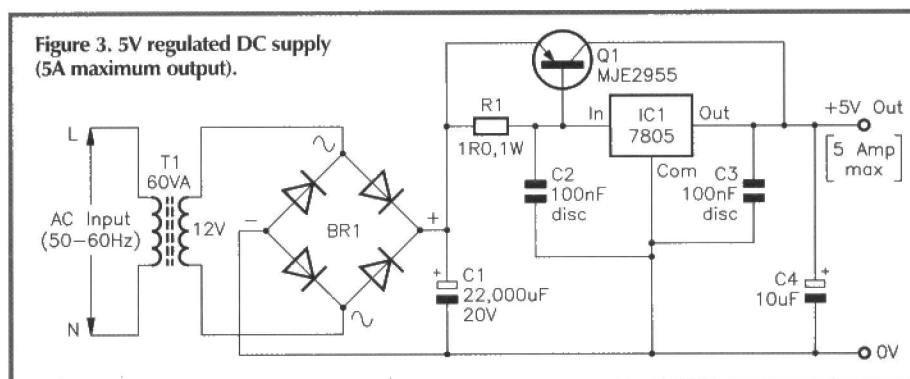 Figure 3. 5V regulated DC supply
(5A maximum output).
Q1
MJE2955
R1
1R0,1W
In
IC1
7805
Out
Com
+5V Out
[5 Amp
max]
L
T1
60VA
AC Input
(50–60Hz)
12V
N
–
BR1
+
C2
100nF
disc
C3
100nF
disc
+
C1
22,000uF
20V
C4
10uF
+
0V